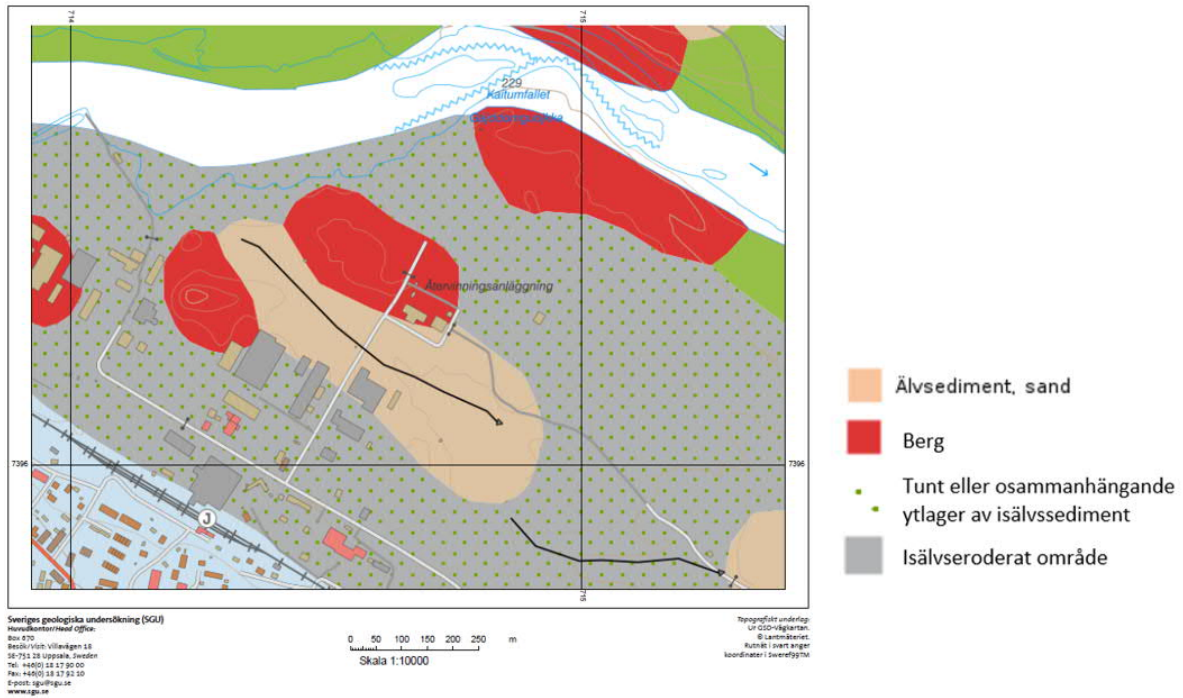 714
715
229
Kaitumfallet
Återvinningsanläggning
7396
7396
J
715
Älvsediment, sand
Berg
Tunt eller osammanhängande
ytlager av isälvssediment
Isälvseroderat område
Sveriges geologiska undersökning (SGU)
Huvudkontor/Head Office:
Box 670
Besök/Visit: Villavägen 18
SE-751 28 Uppsala, Sweden
Tel: +46(0) 18 17 90 00
Fax: +46(0) 18 17 92 10
E-post: sgu@sgu.se
www.sgu.se
0 50 100 150 200 250 m
Skala 1:10000
Topografiskt underlag:
Ur GSD-Vägkartan.
© Lantmäteriet.
Rutnät i svart anger
koordinater i Sweref99TM